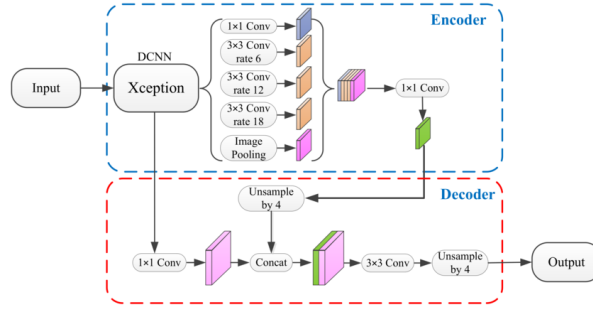 Encoder
DCNN
Input
Xception
1×1 Conv
3×3 Conv
rate 6
3×3 Conv
rate 12
3×3 Conv
rate 18
Image
Pooling
1×1 Conv
Decoder
Unsample
by 4
1×1 Conv
Concat
3×3 Conv
Unsample
by 4
Output